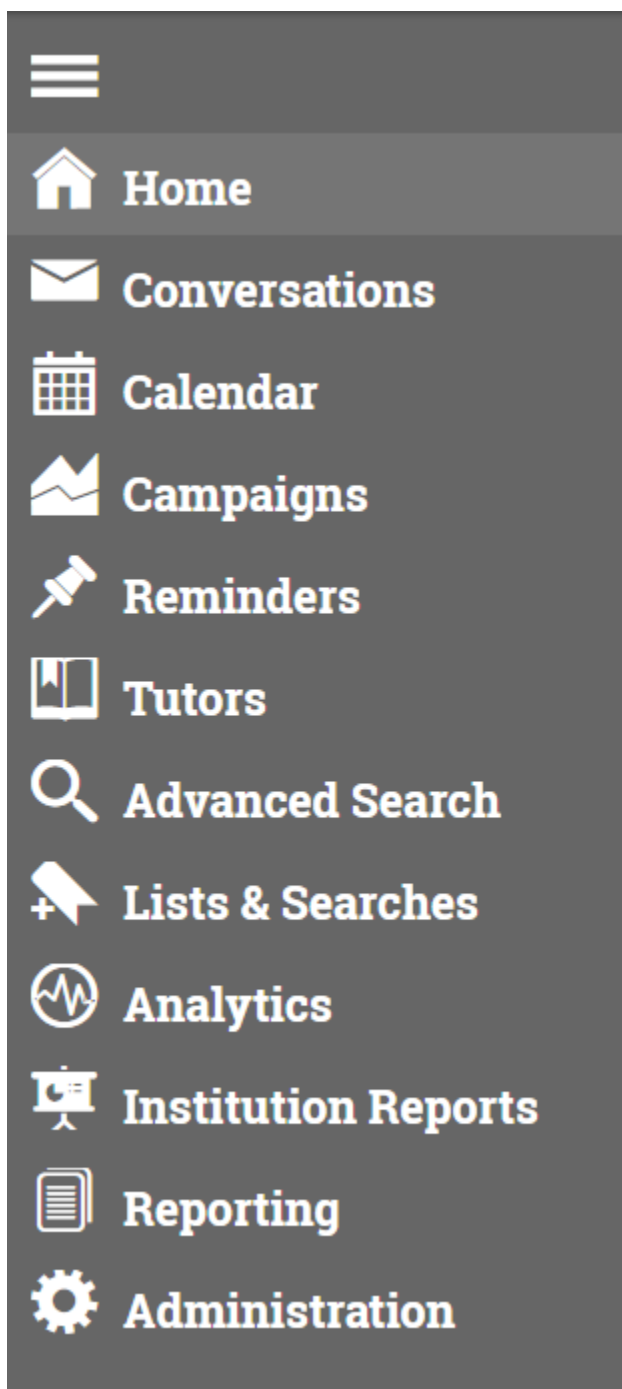 Home
Conversations
Calendar
Campaigns
Reminders
Tutors
Advanced Search
Lists & Searches
Analytics
Institution Reports
Reporting
Administration